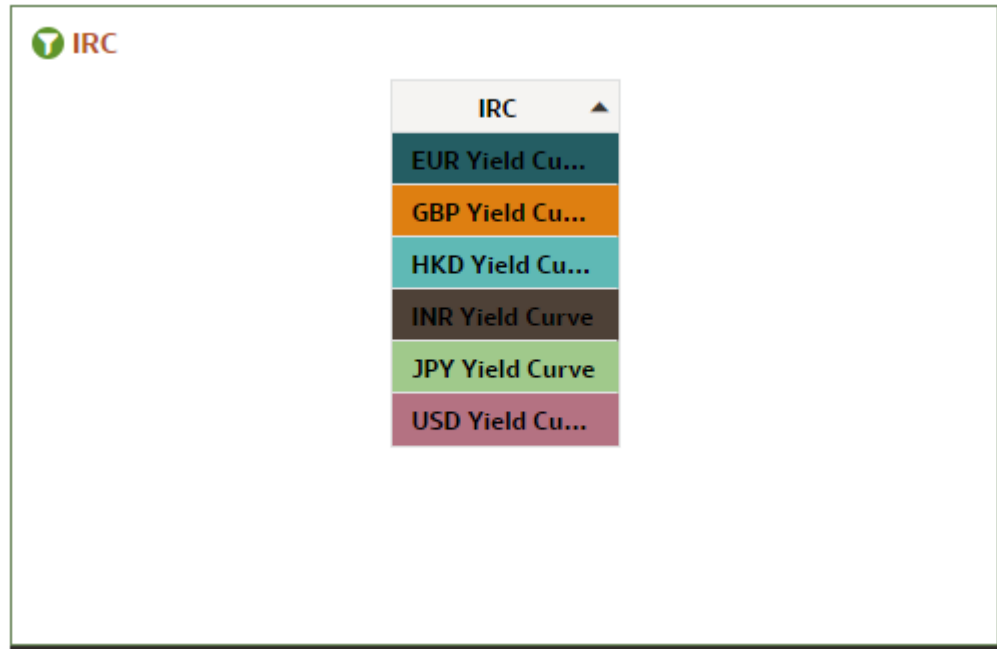 IRC
IRC
EUR Yield Cu...
GBP Yield Cu...
HKD Yield Cu...
INR Yield Curve
JPY Yield Curve
USD Yield Cu...